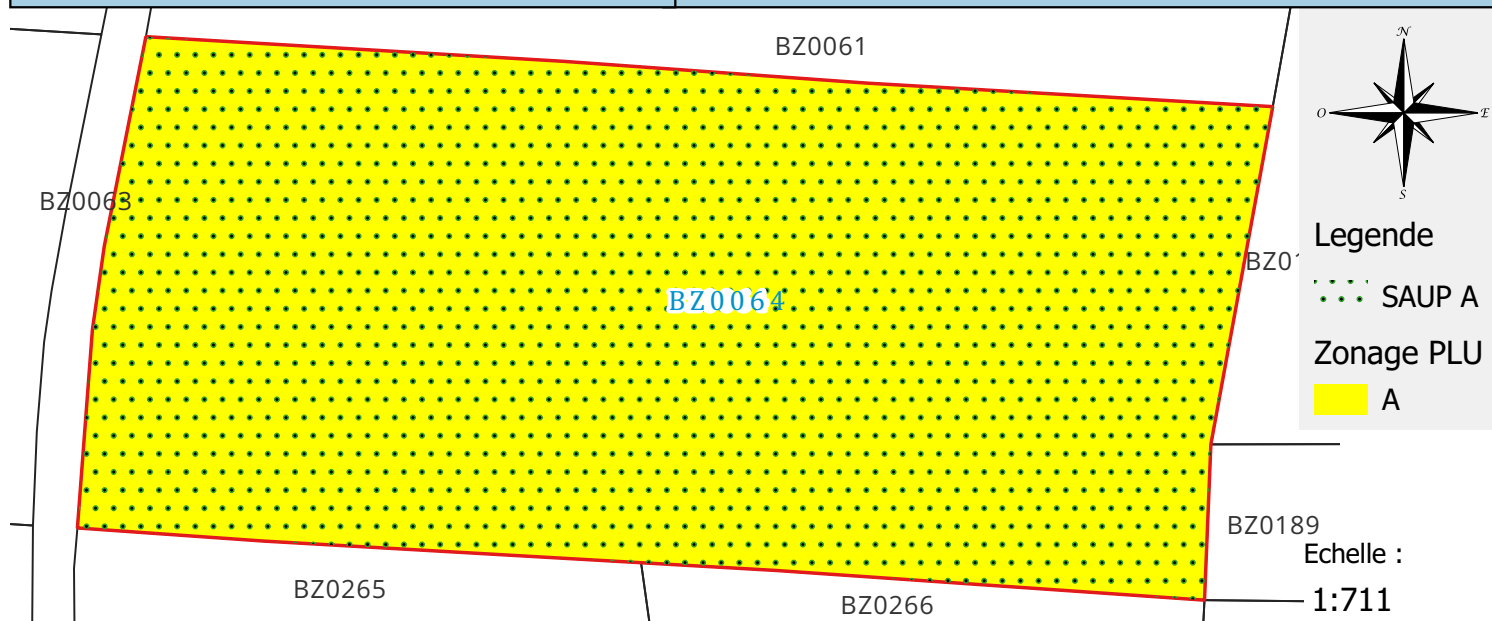 BZ0061
N
O
E
S
BZ0063
Legende
BZ0064
SAUP A
Zonage PLU
A
BZ0189
Echelle :
BZ0265
BZ0266
1:711